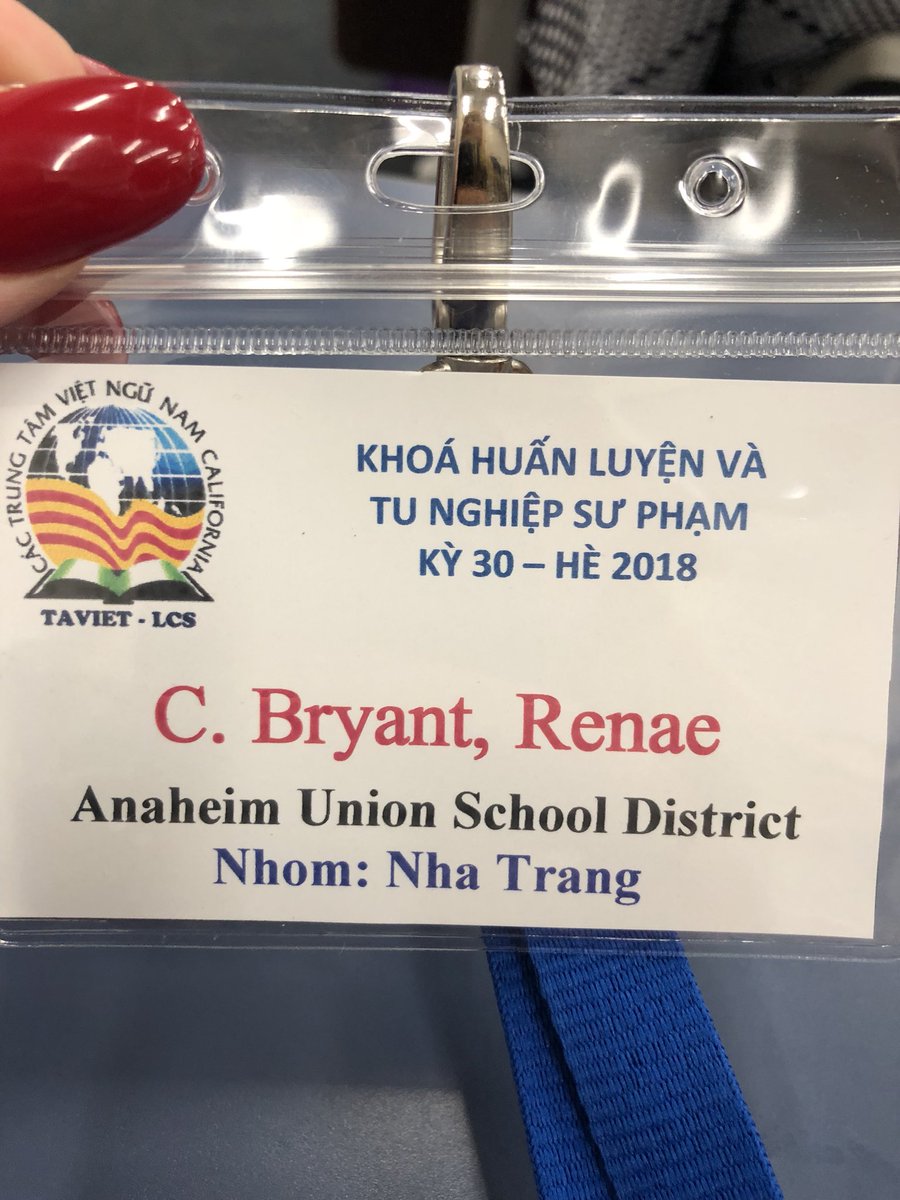 CÁC TRUNG TÂM VIỆT NGỮ NAM CALIFORNIA
TAVIET - LCS
KHOÁ HUẤN LUYỆN VÀ
TU NGHIỆP SƯ PHẠM
KỲ 30 – HÈ 2018
C. Bryant, Renae
Anaheim Union School District
Nhom: Nha Trang